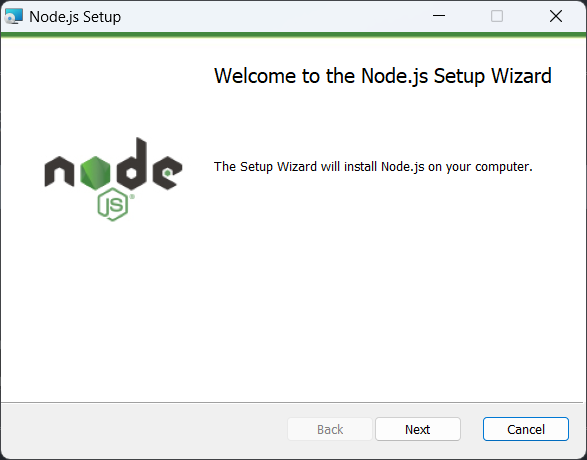 Node.js Setup
Welcome to the Node.js Setup Wizard
node
JS
®
The Setup Wizard will install Node.js on your computer.
Back
Next
Cancel